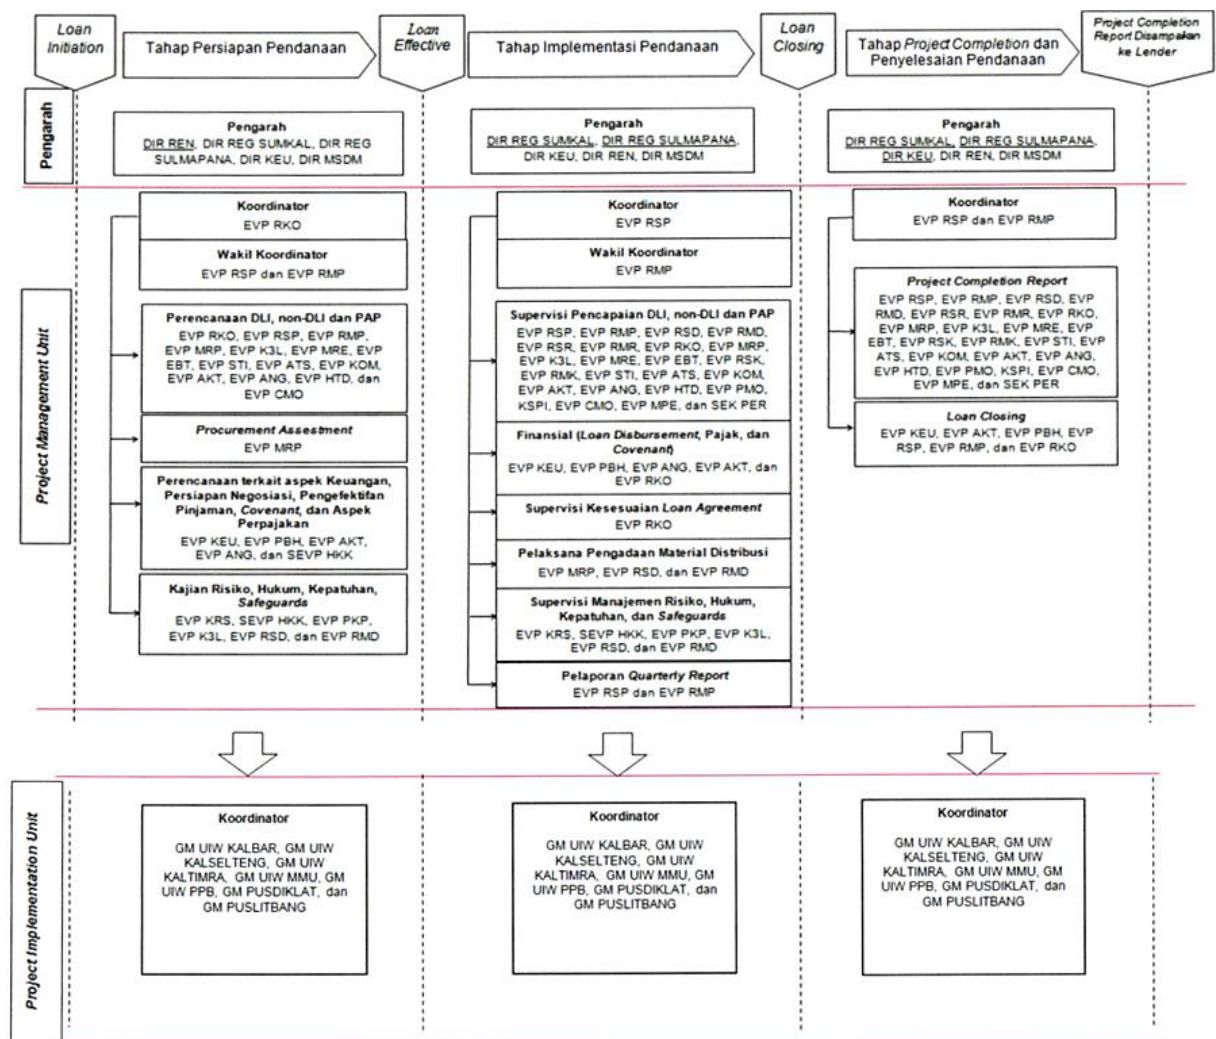 Loan
Initiation
Tahap Persiapan Pendanaan
Loan
Effective
Tahap Implementasi Pendanaan
Loan
Closing
Tahap Project Completion dan
Penyelesaian Pendanaan
Project Completion
Report Disampaikan
ke Lender
Pengarah
Pengarah
DIR REN, DIR REG SUMKAL, DIR REG
SULMAPANA, DIR KEU, DIR MSDM
Pengarah
DIR REG SUMKAL, DIR REG SULMAPANA,
DIR KEU, DIR REN, DIR MSDM
Pengarah
DIR REG SUMKAL, DIR REG SULMAPANA,
DIR KEU, DIR REN, DIR MSDM
Project Management Unit
Koordinator
EVP RKO
Wakil Koordinator
EVP RSP dan EVP RMP
Perencanaan DLI, non-DLI dan PAP
EVP RKO, EVP RSP, EVP RMP,
EVP MRP, EVP K3L, EVP MRE, EVP
EBT, EVP STI, EVP ATS, EVP KOM,
EVP AKT, EVP ANG, EVP HTD, dan
EVP CMO
Procurement Assestment
EVP MRP
Perencanaan terkait aspek Keuangan,
Persiapan Negosiasi, Pengefektifan
Pinjaman, Covenant, dan Aspek
Perpajakan
EVP KEU, EVP PBH, EVP AKT,
EVP ANG, dan SEVP HKK
Kajian Risiko, Hukum, Kepatuhan,
Safeguards
EVP KRS, SEVP HKK, EVP PKP,
EVP K3L, EVP RSD, dan EVP RMD
Koordinator
EVP RSP
Wakil Koordinator
EVP RMP
Supervisi Pencapaian DLI, non-DLI dan PAP
EVP RSP, EVP RMP, EVP RSD, EVP RMD,
EVP RSR, EVP RMR, EVP RKO, EVP MRP,
EVP K3L, EVP MRE, EVP EBT, EVP RSK,
EVP RMK, EVP STI, EVP ATS, EVP KOM,
EVP AKT, EVP ANG, EVP HTD, EVP PMO,
KSPI, EVP CMO, EVP MPE, dan SEK PER
Finansial (Loan Disbursement, Pajak, dan
Covenant)
EVP KEU, EVP PBH, EVP ANG, EVP AKT, dan
EVP RKO
Supervisi Kesesuaian Loan Agreement
EVP RKO
Pelaksana Pengadaan Material Distribusi
EVP MRP, EVP RSD, dan EVP RMD
Supervisi Manajemen Risiko, Hukum,
Kepatuhan, dan Safeguards
EVP KRS, SEVP HKK, EVP PKP, EVP K3L,
EVP RSD, dan EVP RMD
Pelaporan Quarterly Report
EVP RSP dan EVP RMP
Koordinator
EVP RSP dan EVP RMP
Project Completion Report
EVP RSP, EVP RMP, EVP RSD, EVP
RMD, EVP RSR, EVP RMR, EVP RKO,
EVP MRP, EVP K3L, EVP MRE, EVP
EBT, EVP RSK, EVP RMK, EVP STI, EVP
ATS, EVP KOM, EVP AKT, EVP ANG,
EVP HTD, EVP PMO, KSPI, EVP CMO,
EVP MPE, dan SEK PER
Loan Closing
EVP KEU, EVP AKT, EVP PBH, EVP
RSP, EVP RMP, dan EVP RKO
Project Implementation Unit
Koordinator
GM UIW KALBAR, GM UIW
KALSELTENG, GM UIW
KALTIMRA, GM UIW MMU, GM
UIW PPB, GM PUSDIKLAT, dan
GM PUSLITBANG
Koordinator
GM UIW KALBAR, GM UIW
KALSELTENG, GM UIW
KALTIMRA, GM UIW MMU, GM
UIW PPB, GM PUSDIKLAT, dan
GM PUSLITBANG
Koordinator
GM UIW KALBAR, GM UIW
KALSELTENG, GM UIW
KALTIMRA, GM UIW MMU, GM
UIW PPB, GM PUSDIKLAT, dan
GM PUSLITBANG